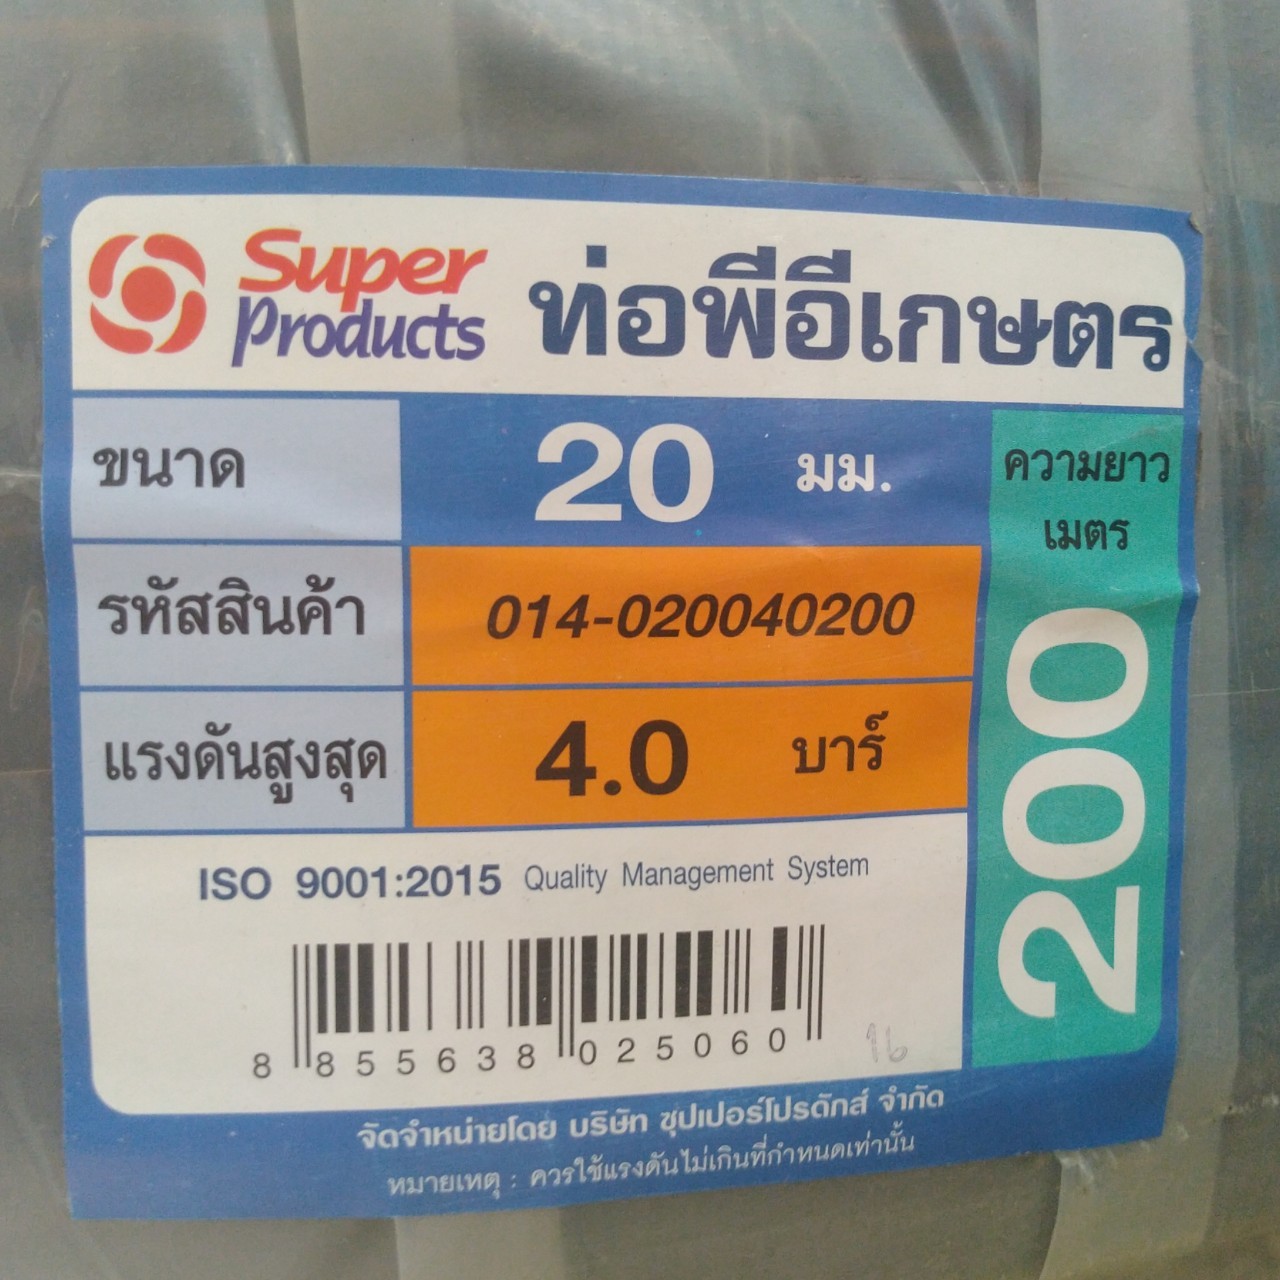 Super
Products
ท่อพีอีเกษตร
ขนาด 20 มม.
ความยาว
เมตร
200
รหัสสินค้า 014-020040200
แรงดันสูงสุด 4.0 บาร์
ISO 9001:2015 Quality Management System
8 855638 025060
16
จัดจำหน่ายโดย บริษัท ซุปเปอร์โปรดักส์ จำกัด
หมายเหตุ : ควรใช้แรงดันไม่เกินที่กำหนดเท่านั้น